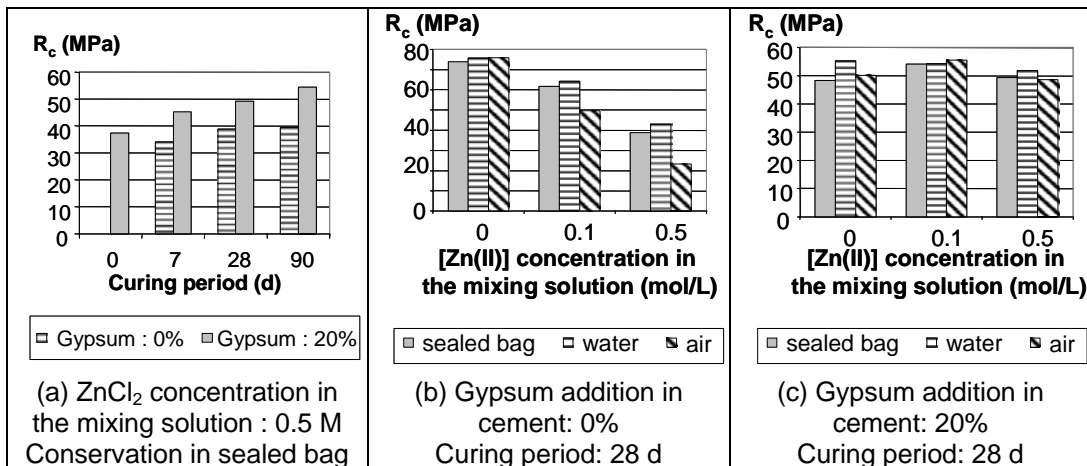 R_c (MPa)
60
50
40
30
20
10
0
0 7 28 90
Curing period (d)
Gypsum : 0% Gypsum : 20%
(a) ZnCl₂ concentration in
the mixing solution : 0.5 M
Conservation in sealed bag
R_c (MPa)
80
60
40
20
0
0 0.1 0.5
[Zn(II)] concentration in
the mixing solution (mol/L)
sealed bag water air
(b) Gypsum addition in
cement: 0%
Curing period: 28 d
R_c (MPa)
60
50
40
30
20
10
0
0 0.1 0.5
[Zn(II)] concentration in
the mixing solution (mol/L)
sealed bag water air
(c) Gypsum addition in
cement: 20%
Curing period: 28 d